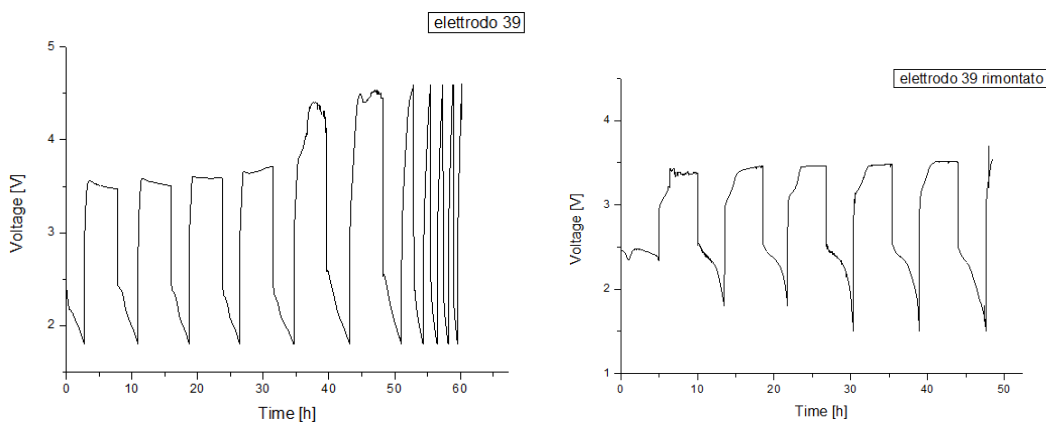 elettrodo 39
5
4
3
2
Voltage [V]
0 10 20 30 40 50 60
Time [h]
elettrodo 39 rimontato
4
3
2
1
Voltage [V]
0 10 20 30 40 50
Time [h]